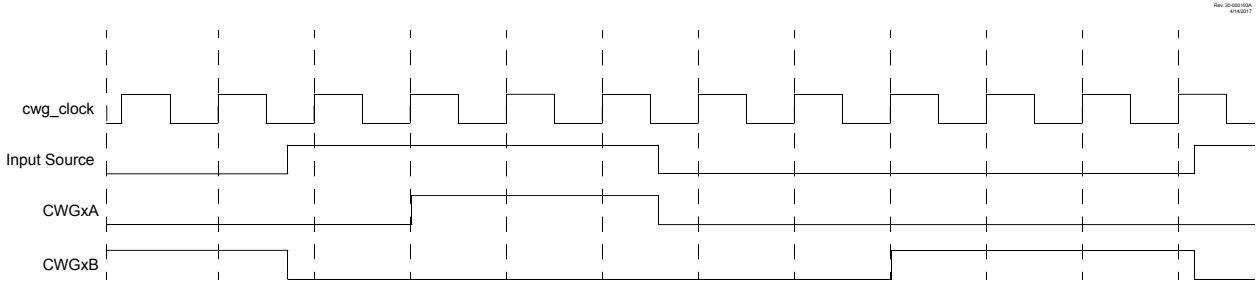 Rev. 30-000103A
4/14/2017
cwg_clock
Input Source
CWGxA
CWGxB